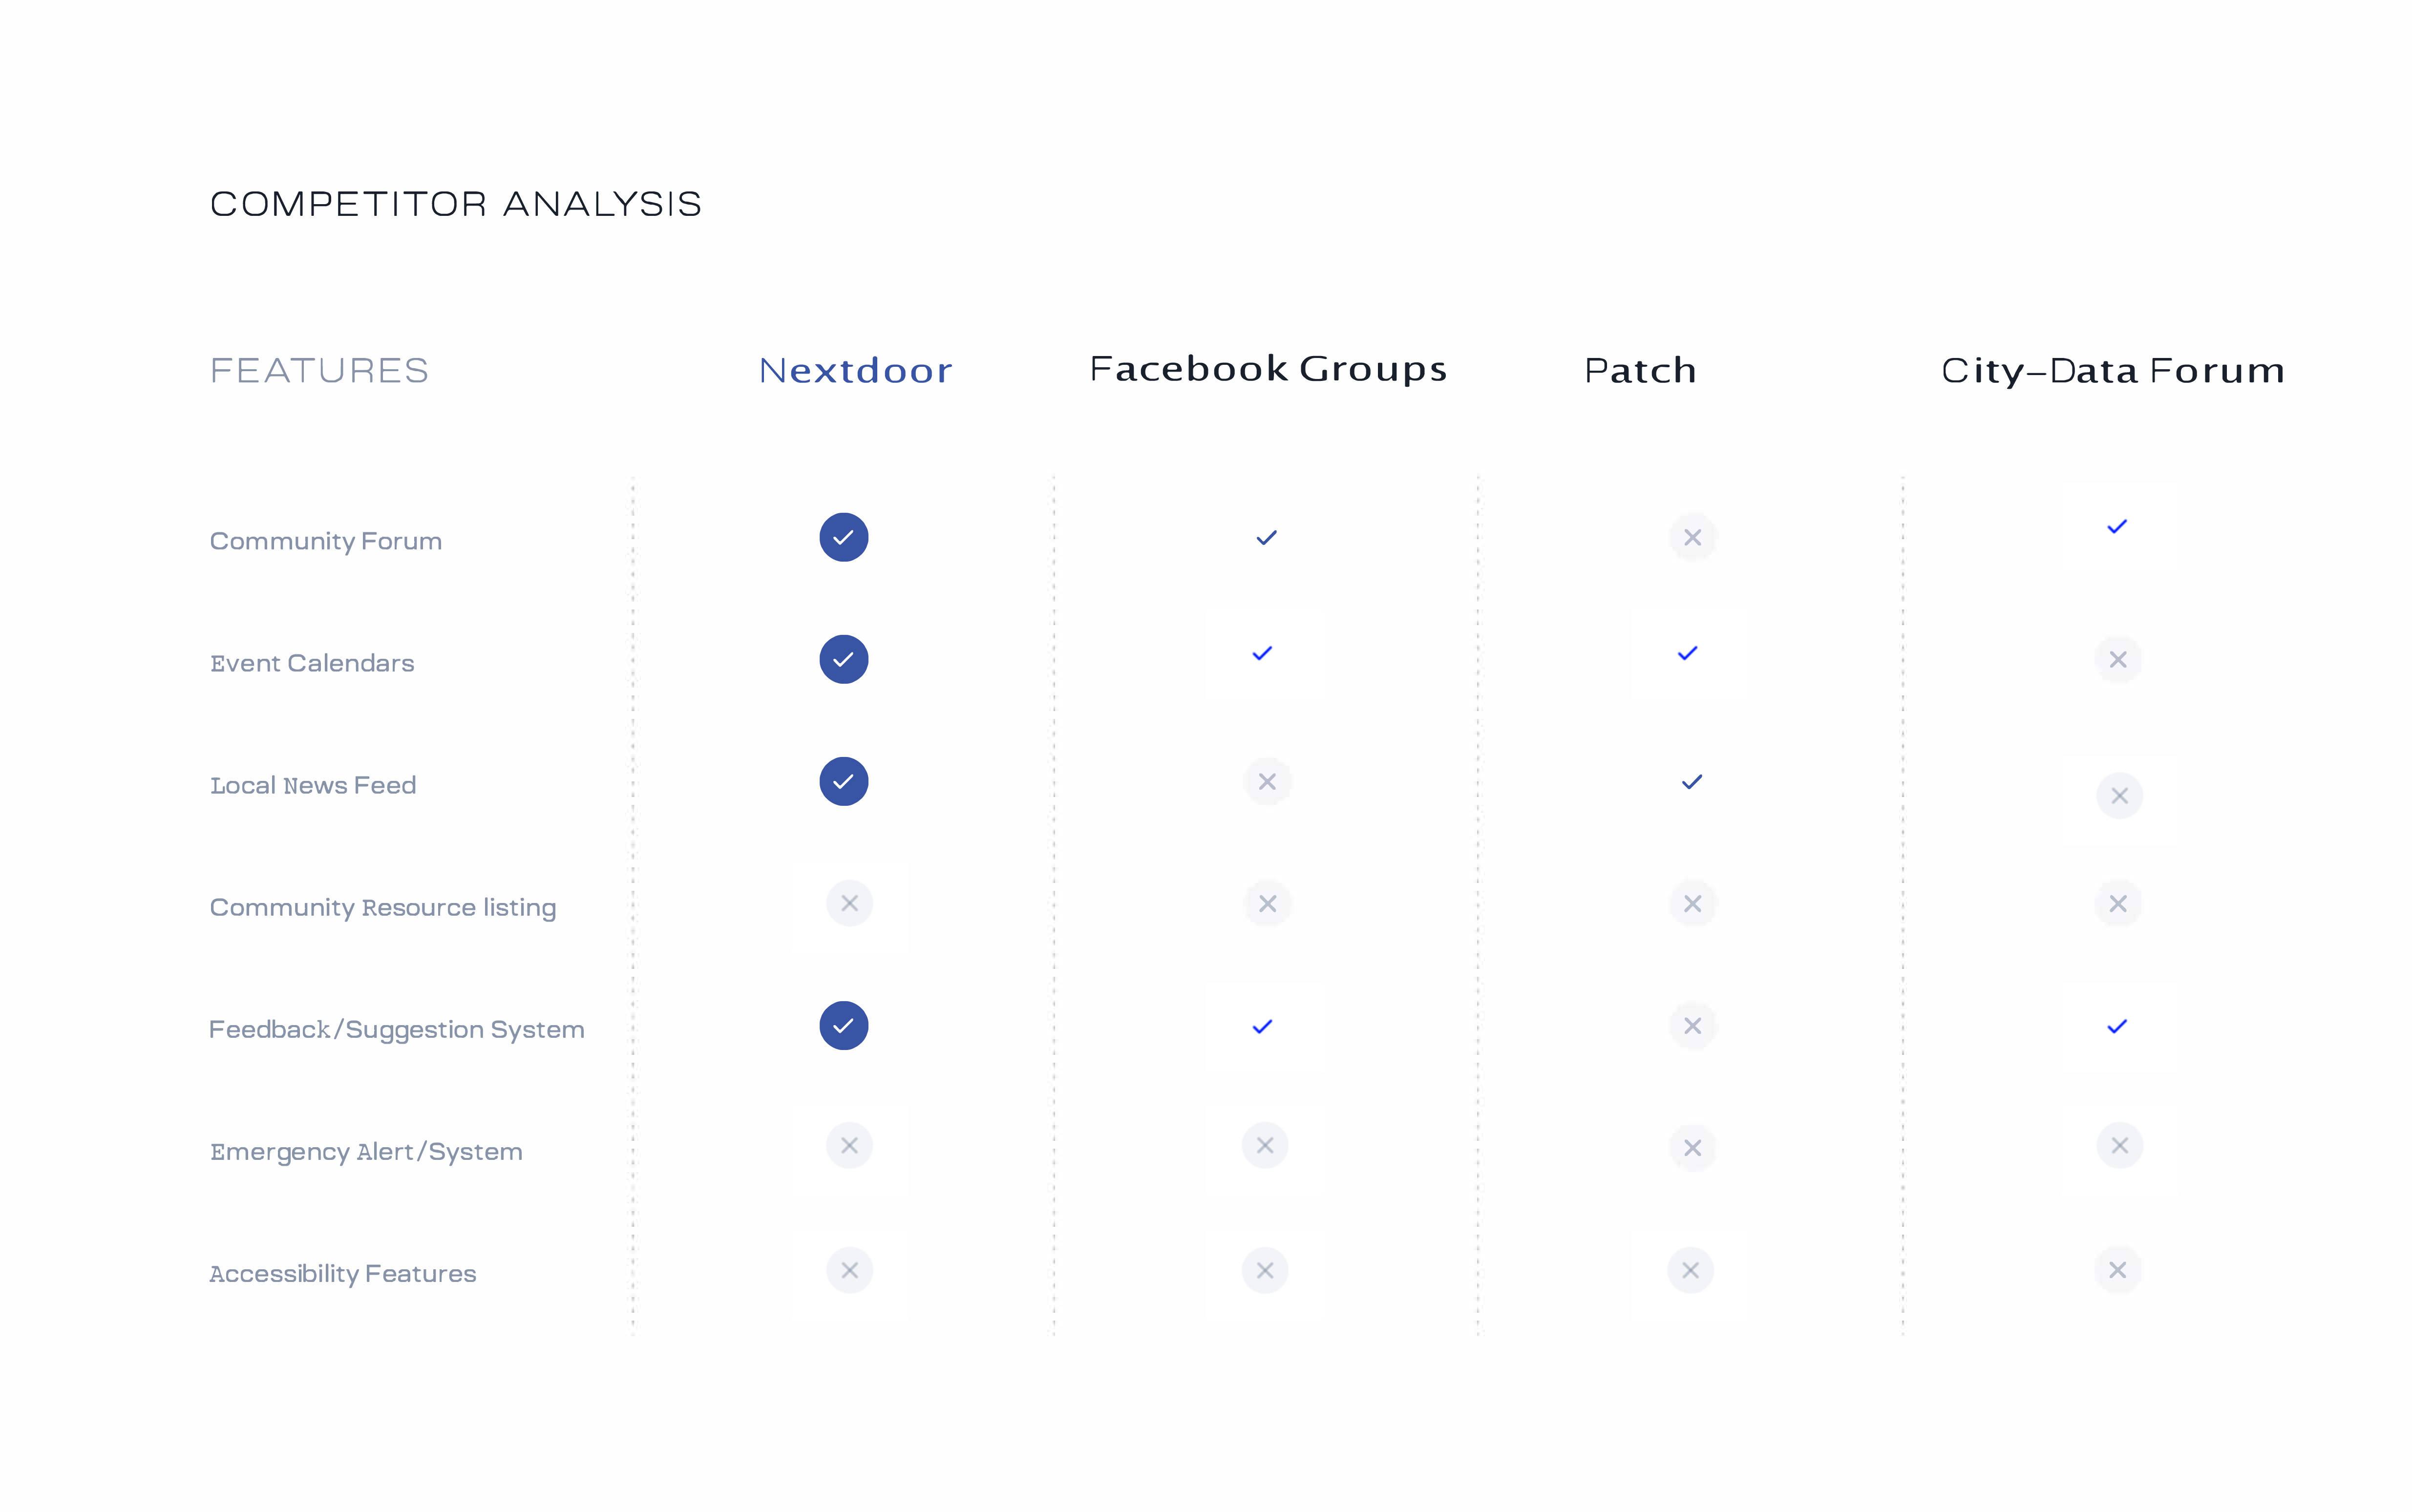 COMPETITOR ANALYSIS
FEATURES Nextdoor Facebook Groups Patch City-Data Forum
Community Forum
Event Calendars
Local News Feed
Community Resource listing
Feedback/Suggestion System
Emergency Alert/System
Accessibility Features